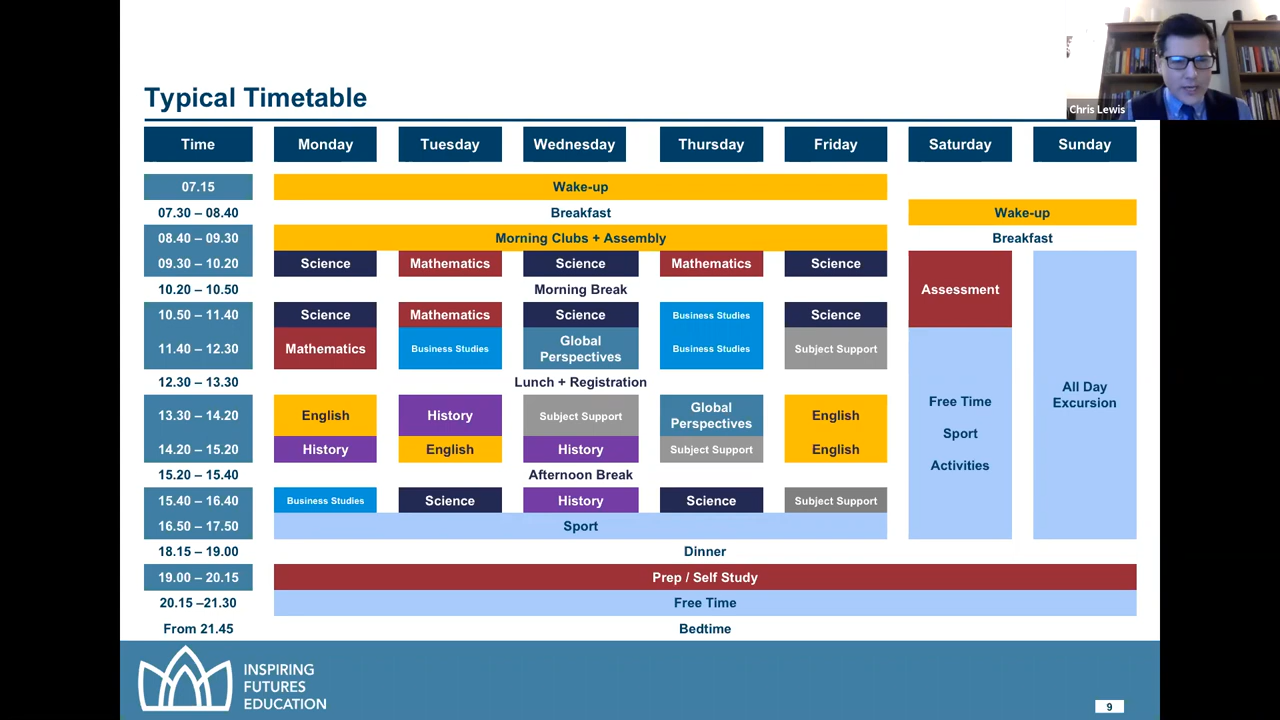 Chris Lewis
Typical Timetable
Time Monday Tuesday Wednesday Thursday Friday Saturday Sunday
07.15 Wake-up
07.30 – 08.40 Breakfast Wake-up
08.40 – 09.30 Morning Clubs + Assembly Breakfast
09.30 – 10.20 Science Mathematics Science Mathematics Science
10.20 – 10.50 Morning Break Assessment
10.50 – 11.40 Science Mathematics Science Business Studies Science
11.40 – 12.30 Mathematics Business Studies Global Perspectives Business Studies Subject Support
12.30 – 13.30 Lunch + Registration All Day Excursion
13.30 – 14.20 English History Subject Support Global Perspectives English Free Time
Sport
14.20 – 15.20 History English History Subject Support English
Activities
15.20 – 15.40 Afternoon Break
15.40 – 16.40 Business Studies Science History Science Subject Support
16.50 – 17.50 Sport
18.15 – 19.00 Dinner
19.00 – 20.15 Prep / Self Study
20.15 –21.30 Free Time
From 21.45 Bedtime
INSPIRING
FUTURES
EDUCATION
9